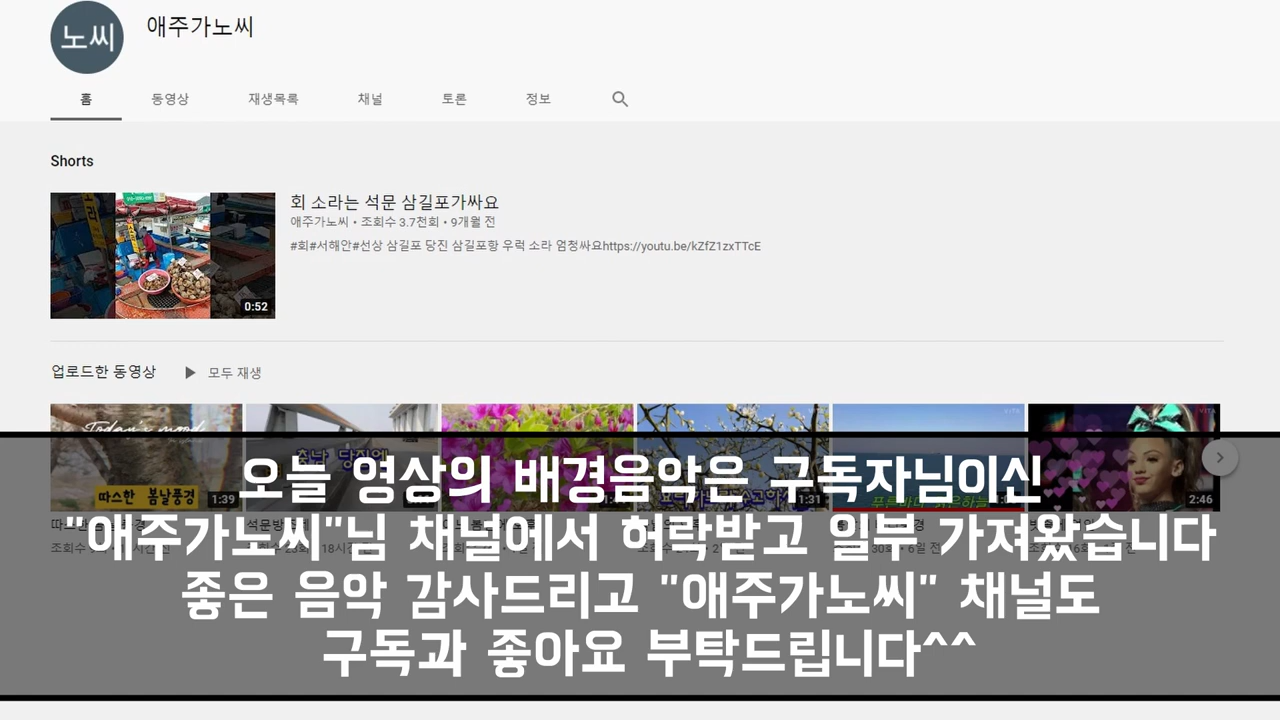 노씨
애주가노씨
홈 동영상 재생목록 채널 토론 정보
Shorts
회 소라는 석문 삼길포가싸요
애주가노씨 • 조회수 3.7천회 • 9개월 전
#회#서해안#선상 삼길포 당진 삼길포항 우럭 소라 엄청싸요https://youtu.be/kZfZ1zxTTcE
0:52
업로드한 동영상 ▶ 모두 재생
Today's mood
VITA VITA
따스한 봄날풍경 1:39
1:31
2:46
오늘 영상의 배경음악은 구독자님이신
"애주가노씨"님 채널에서 허락받고 일부 가져왔습니다
좋은 음악 감사드리고 "애주가노씨" 채널도
구독과 좋아요 부탁드립니다^^